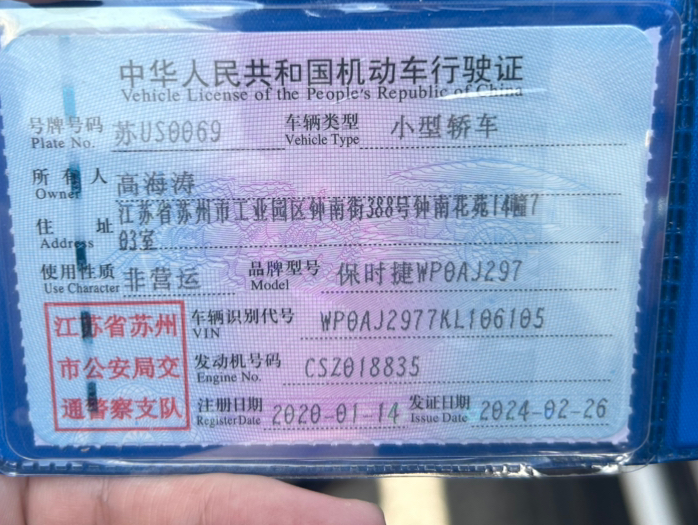 中华人民共和国机动车行驶证
Vehicle License of the People's Republic of China
号牌号码 苏US0069 车辆类型 小型轿车
Plate No. Vehicle Type
所有人 高海涛
Owner
住址 江苏省苏州市工业园区钟南街388号钟南花苑14幢7
Address 03室
使用性质 非营运 品牌型号 保时捷WP0AJ297
Use Character Model
江苏省苏州 车辆识别代号 WP0AJ2977KL106105
VIN
市公安局交 发动机号码 CSZ018835
Engine No.
通警察支队 注册日期 2020-01-14 发证日期 2024-02-26
Register Date Issue Date